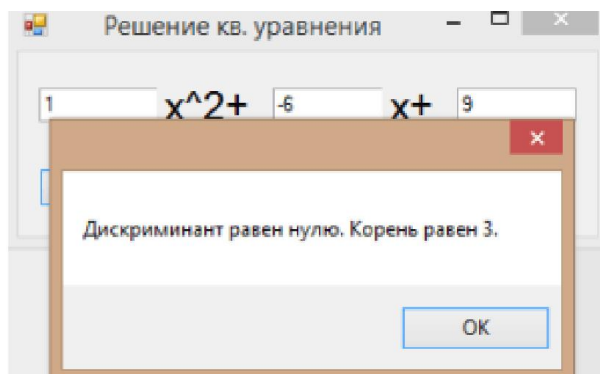 Решение кв. уравнения
1 x^2+ -6 x+ 9
Дискриминант равен нулю. Корень равен 3.
OK